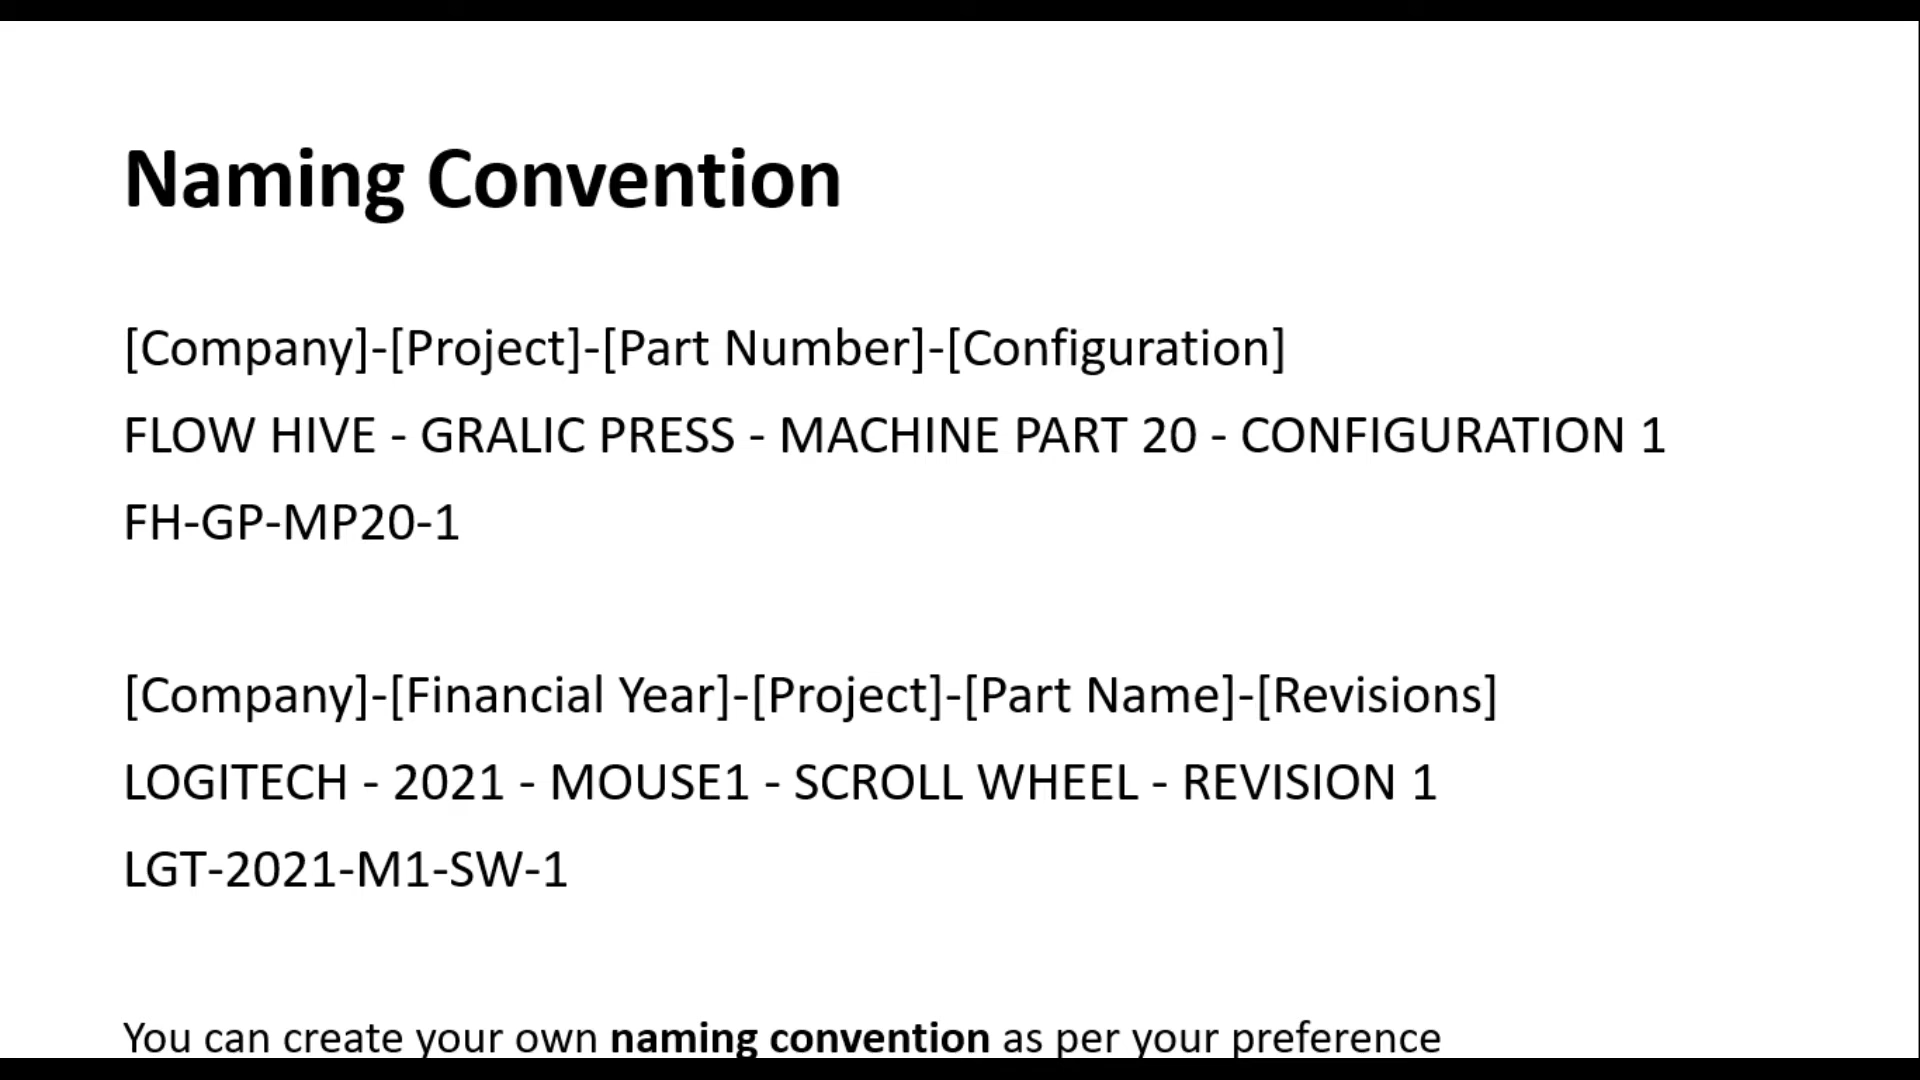 Naming Convention
[Company]-[Project]-[Part Number]-[Configuration]
FLOW HIVE - GRALIC PRESS - MACHINE PART 20 - CONFIGURATION 1
FH-GP-MP20-1
[Company]-[Financial Year]-[Project]-[Part Name]-[Revisions]
LOGITECH - 2021 - MOUSE1 - SCROLL WHEEL - REVISION 1
LGT-2021-M1-SW-1
You can create your own naming convention as per your preference